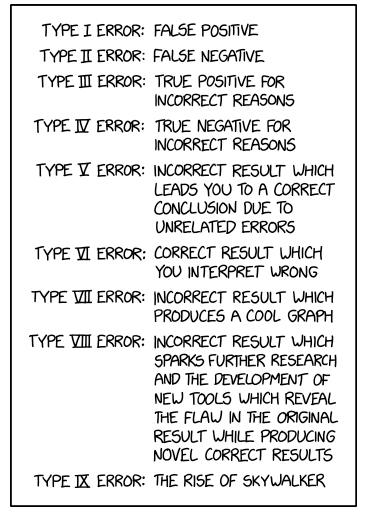 TYPE I ERROR: FALSE POSITIVE
TYPE II ERROR: FALSE NEGATIVE
TYPE III ERROR: TRUE POSITIVE FOR
INCORRECT REASONS
TYPE IV ERROR: TRUE NEGATIVE FOR
INCORRECT REASONS
TYPE V ERROR: INCORRECT RESULT WHICH
LEADS YOU TO A CORRECT
CONCLUSION DUE TO
UNRELATED ERRORS
TYPE VI ERROR: CORRECT RESULT WHICH
YOU INTERPRET WRONG
TYPE VII ERROR: INCORRECT RESULT WHICH
PRODUCES A COOL GRAPH
TYPE VIII ERROR: INCORRECT RESULT WHICH
SPARKS FURTHER RESEARCH
AND THE DEVELOPMENT OF
NEW TOOLS WHICH REVEAL
THE FLAW IN THE ORIGINAL
RESULT WHILE PRODUCING
NOVEL CORRECT RESULTS
TYPE IX ERROR: THE RISE OF SKYWALKER